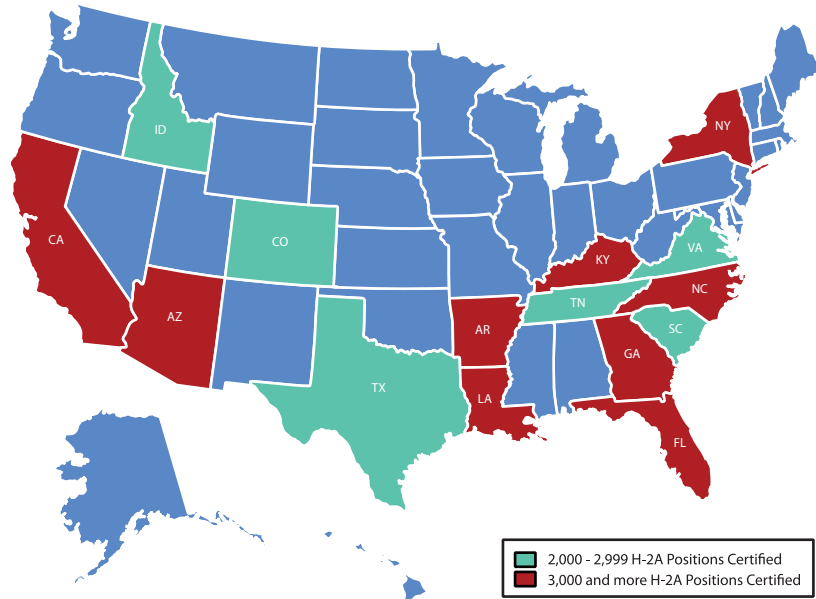 NY
ID
CA
CO
VA
KY
NC
TN
AZ
AR
SC
GA
TX
LA
FL
2,000 - 2,999 H-2A Positions Certified
3,000 and more H-2A Positions Certified